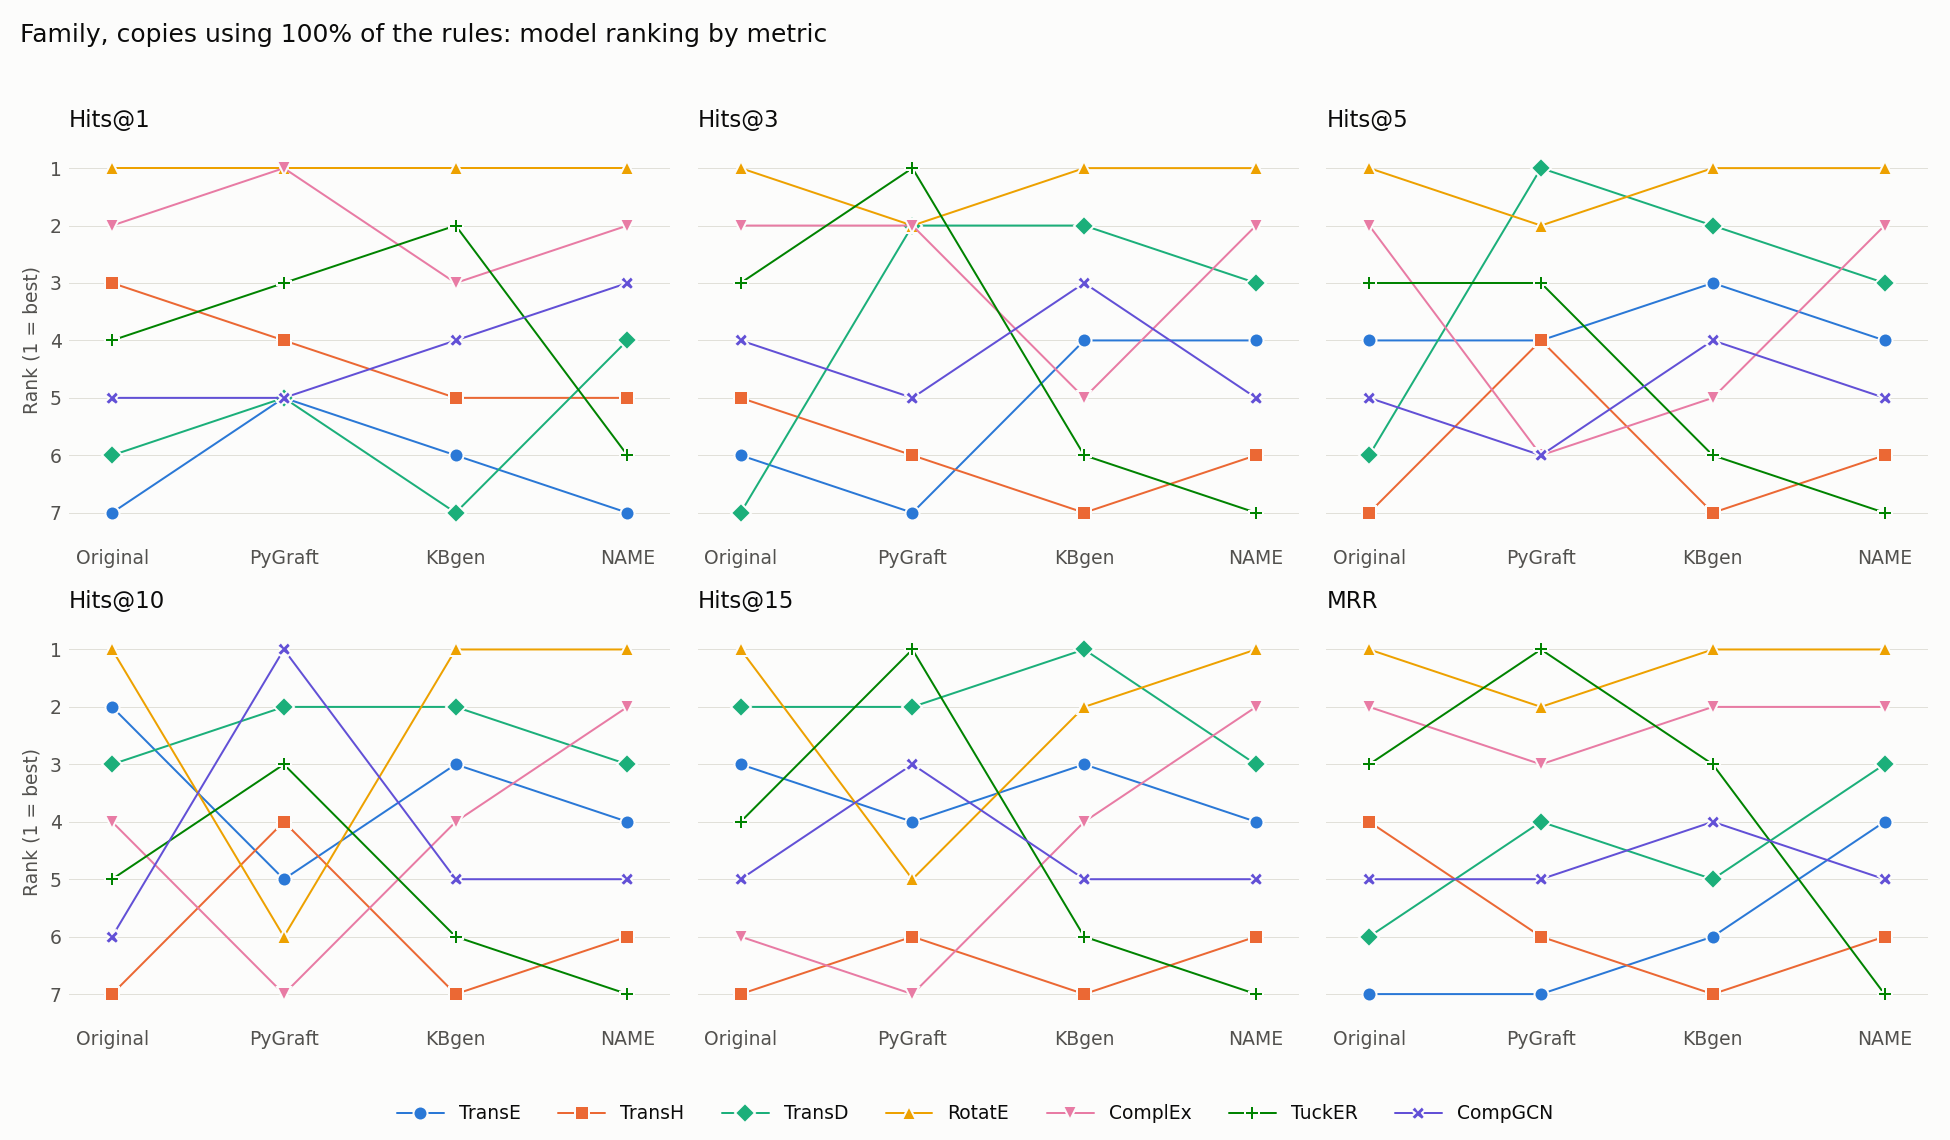 Family, copies using 100% of the rules: model ranking by metric
Hits@1
Hits@3
Hits@5
Rank (1 = best)
1
2
3
4
5
6
7
Original PyGraft KBgen NAME
Original PyGraft KBgen NAME
Original PyGraft KBgen NAME
Hits@10
Hits@15
MRR
Rank (1 = best)
1
2
3
4
5
6
7
Original PyGraft KBgen NAME
Original PyGraft KBgen NAME
Original PyGraft KBgen NAME
TransE TransH TransD RotatE ComplEx TuckER CompGCN